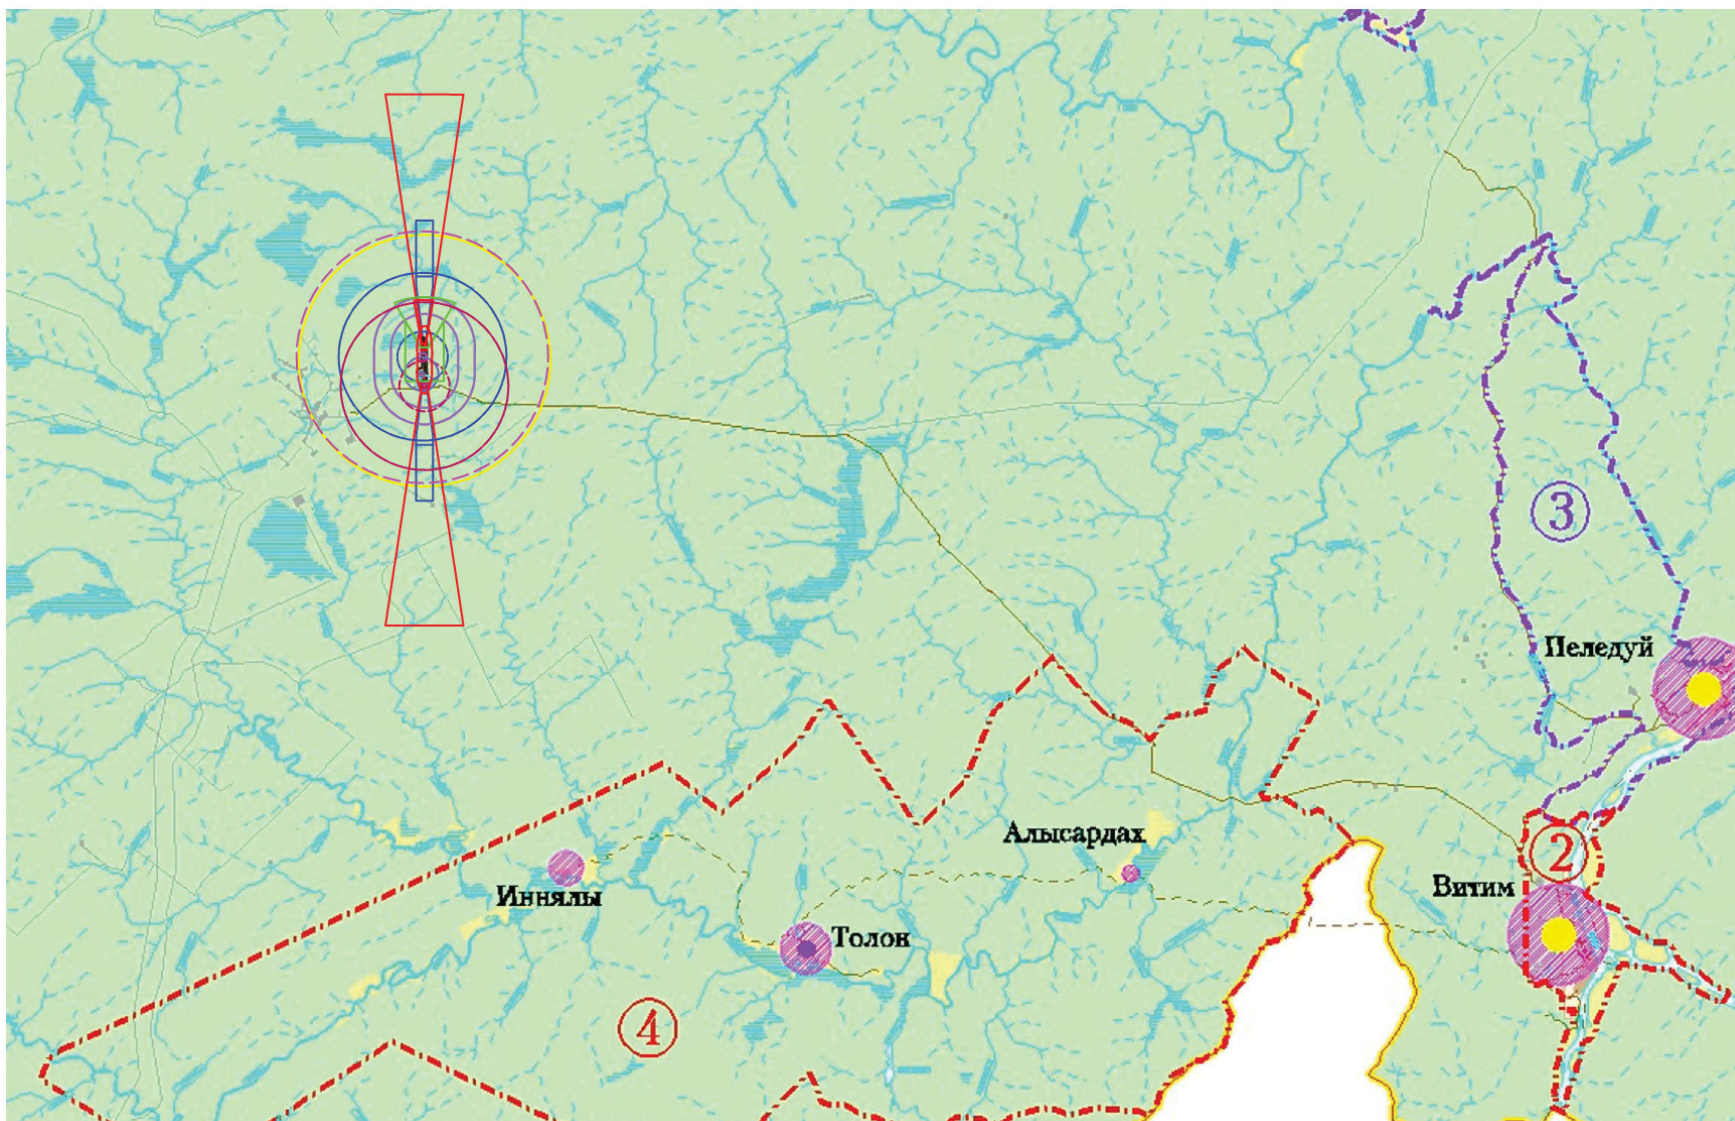 3
Пеледуй
Алысардах
2
Иннялы
Витим
Толон
4